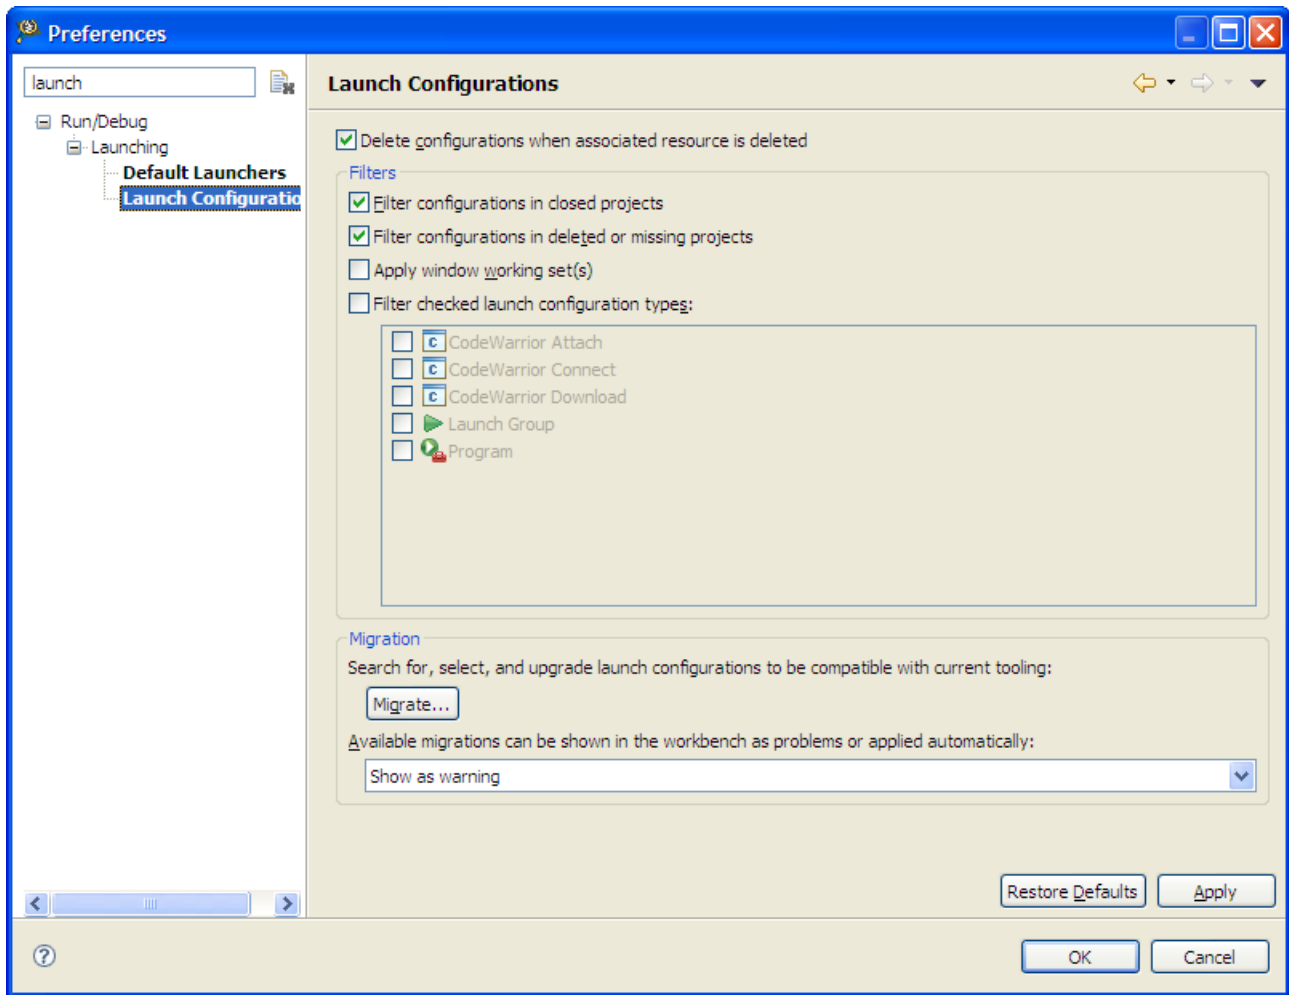 Preferences
launch
Run/Debug
Launching
Default Launchers
Launch Configuratio
Launch Configurations
Delete configurations when associated resource is deleted
Filters
Filter configurations in closed projects
Filter configurations in deleted or missing projects
Apply window working set(s)
Filter checked launch configuration types:
CodeWarrior Attach
CodeWarrior Connect
CodeWarrior Download
Launch Group
Program
Migration
Search for, select, and upgrade launch configurations to be compatible with current tooling:
Migrate...
Available migrations can be shown in the workbench as problems or applied automatically:
Show as warning
Restore Defaults Apply
OK Cancel